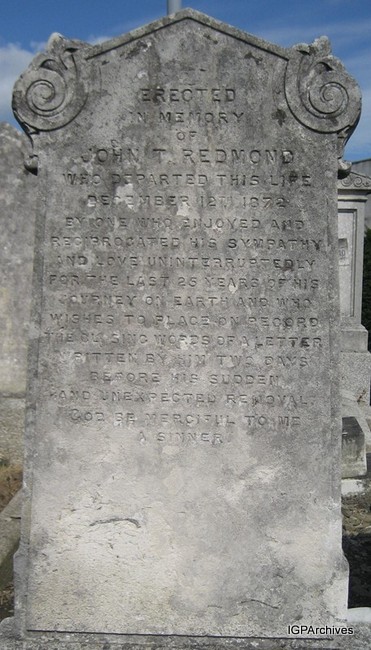 ERECTED
IN MEMORY
OF
JOHN T. REDMOND
WHO DEPARTED THIS LIFE
DECEMBER 12TH 1872
BY ONE WHO ENJOYED AND
RECIPROCATED HIS SYMPATHY
AND LOVE UNINTERRUPTEDLY
FOR THE LAST 25 YEARS OF HIS
JOURNEY ON EARTH AND WHO
WISHES TO PLACE ON RECORD
THE CLOSING WORDS OF A LETTER
WRITTEN BY HIM TWO DAYS
BEFORE HIS SUDDEN
AND UNEXPECTED REMOVAL.
GOD BE MERCIFUL TO ME
A SINNER
IGPArchives